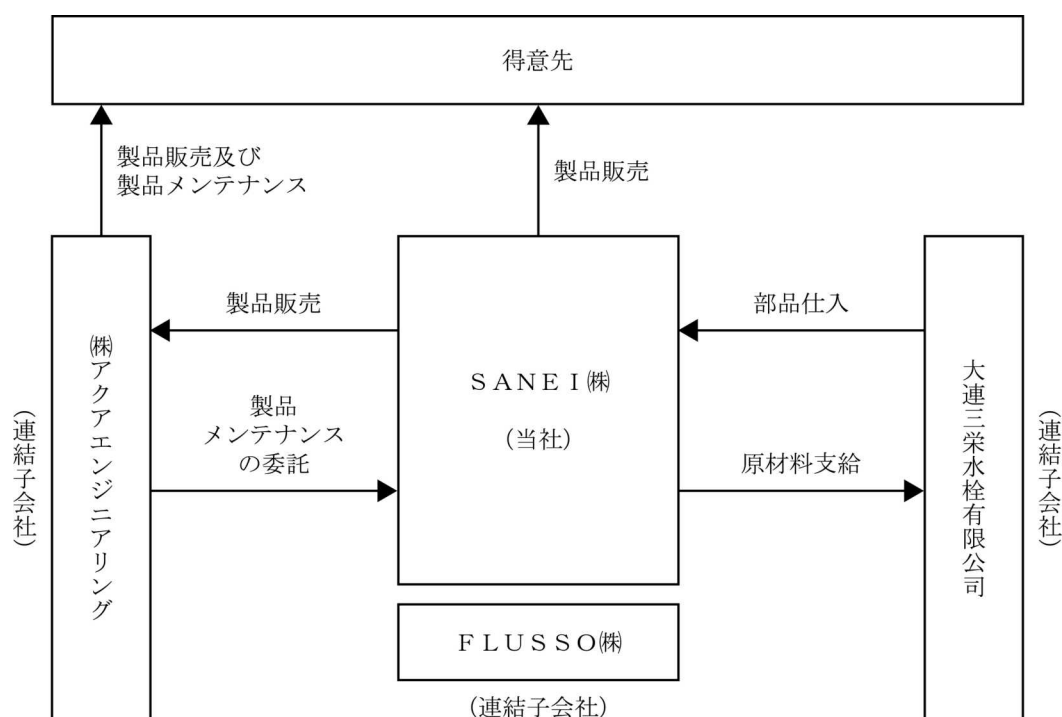 得意先
製品販売及び
製品メンテナンス
製品販売
製品販売
部品仕入
㈱アクアエンジニアリング
(連結子会社)
ＳＡＮＥＩ㈱
(当社)
大連三栄水栓有限公司
(連結子会社)
製品
メンテナンス
の委託
原材料支給
ＦＬＵＳＳＯ㈱
(連結子会社)